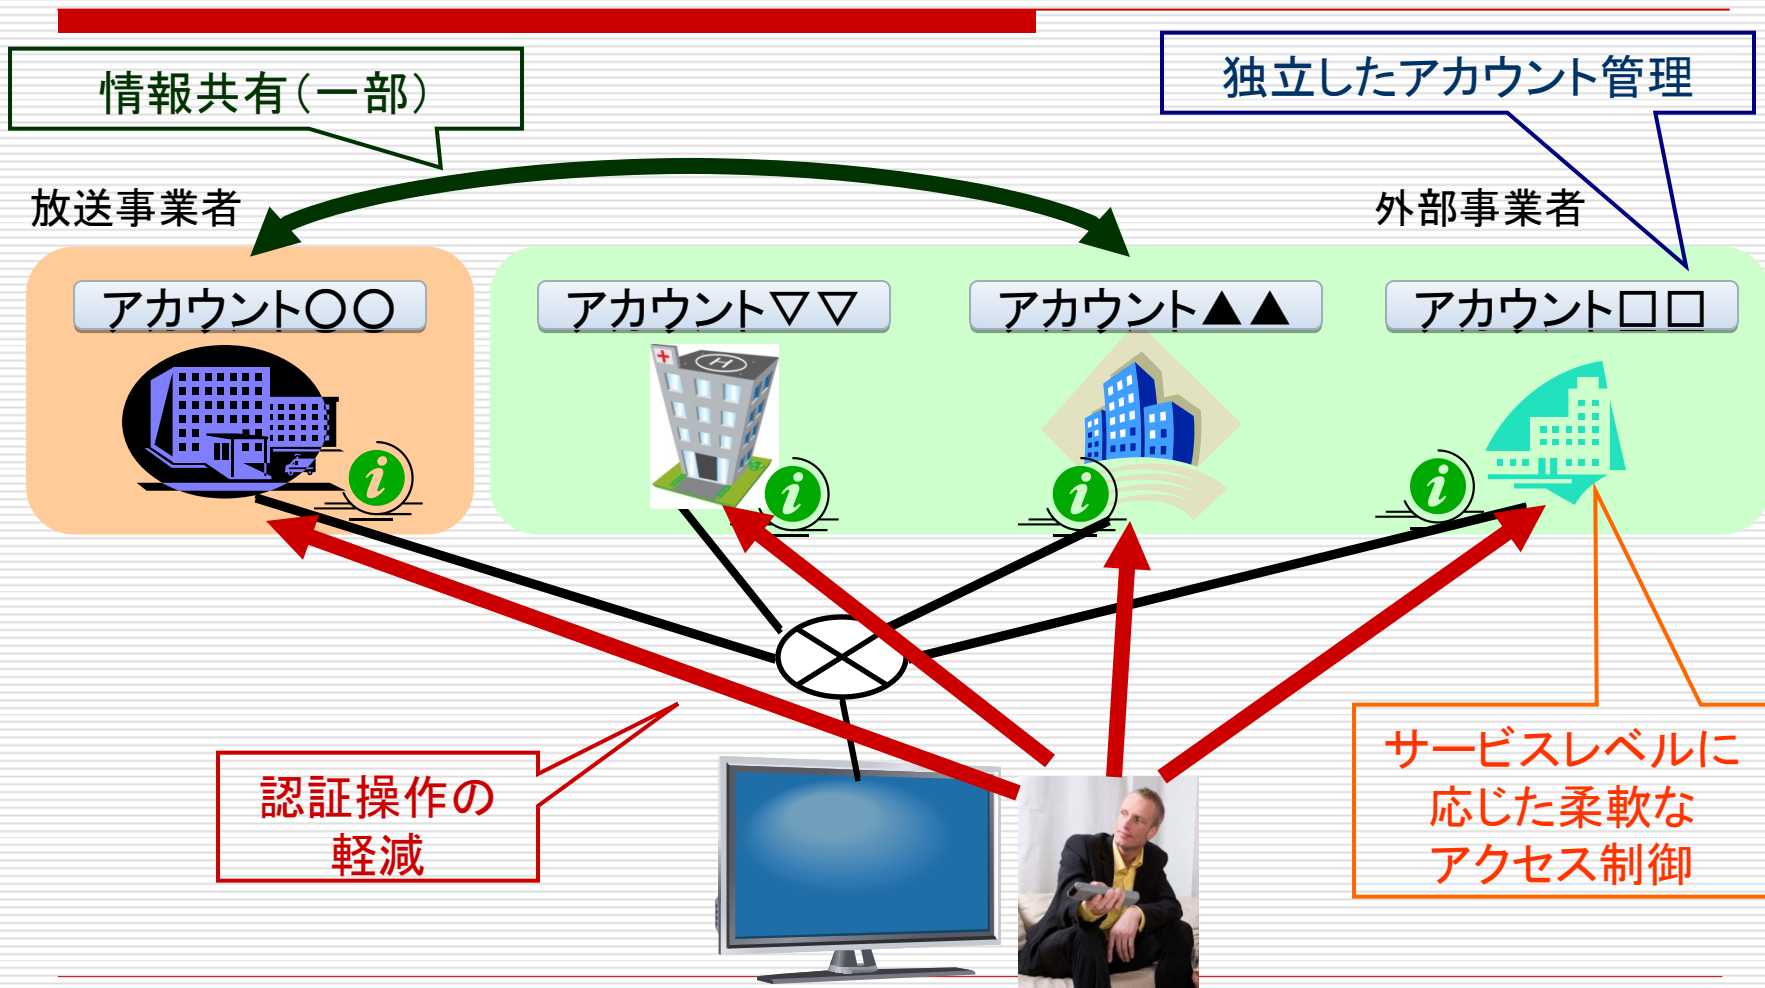 情報共有(一部)
独立したアカウント管理
放送事業者
外部事業者
アカウント〇〇
アカウント▽▽
アカウント▲▲
アカウント□□
H
認証操作の
軽減
サービスレベルに
応じた柔軟な
アクセス制御